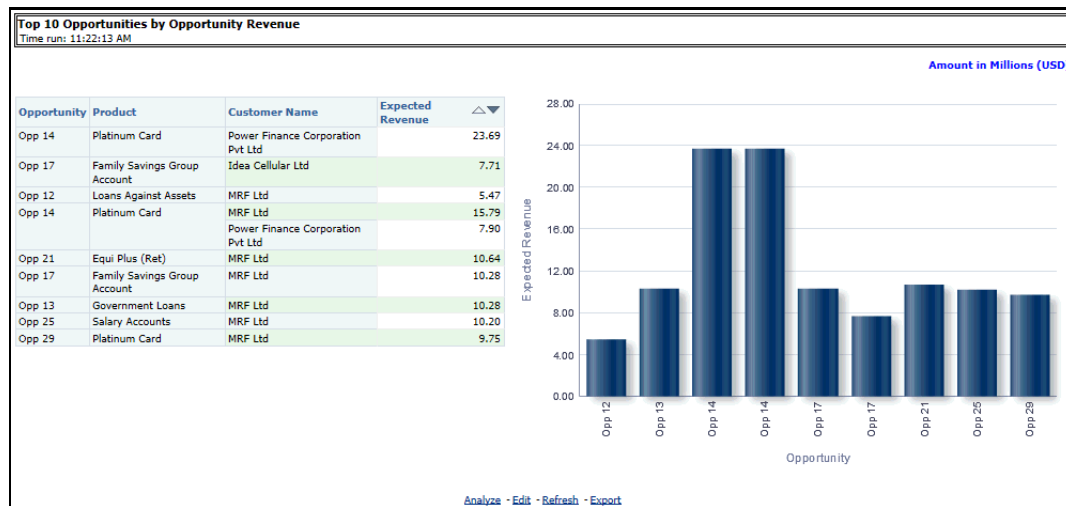 Top 10 Opportunities by Opportunity Revenue
Time run: 11:22:13 AM
Amount in Millions (USD
Opportunity Product Customer Name Expected Revenue
Opp 14 Platinum Card Power Finance Corporation Pvt Ltd 23.69
Opp 17 Family Savings Group Account Idea Cellular Ltd 7.71
Opp 12 Loans Against Assets MRF Ltd 5.47
Opp 14 Platinum Card MRF Ltd 15.79
Power Finance Corporation Pvt Ltd 7.90
Opp 21 Equi Plus (Ret) MRF Ltd 10.64
Opp 17 Family Savings Group Account MRF Ltd 10.28
Opp 13 Government Loans MRF Ltd 10.28
Opp 25 Salary Accounts MRF Ltd 10.20
Opp 29 Platinum Card MRF Ltd 9.75
Expected Revenue
28.00
24.00
20.00
16.00
12.00
8.00
4.00
0.00
Opp 12 Opp 13 Opp 14 Opp 14 Opp 17 Opp 17 Opp 21 Opp 25 Opp 29
Opportunity
Analyze - Edit - Refresh - Export